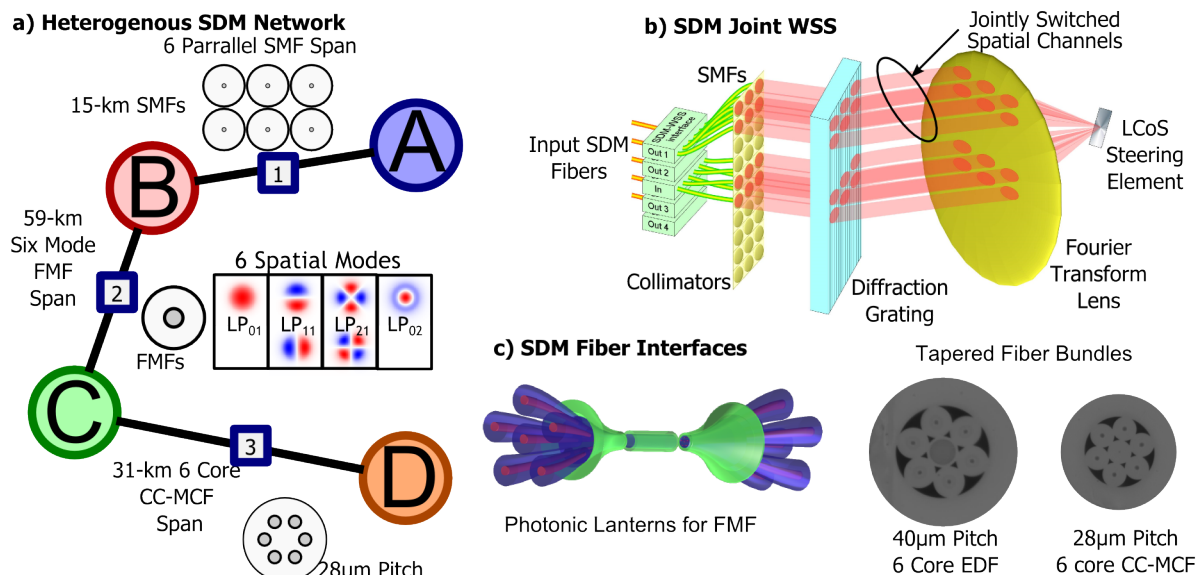 a) Heterogenous SDM Network
6 Parrallel SMF Span
15-km SMFs
A
1
B
59-km
Six Mode
FMF
Span
2
6 Spatial Modes
LP01
LP11
LP21
LP02
FMFs
C
3
31-km 6 Core
CC-MCF
Span
D
28µm Pitch
b) SDM Joint WSS
Jointly Switched
Spatial Channels
SMFs
SDM-WSS
interface
Input SDM
Fibers
Out 1
Out 2
In
Out 3
Out 4
Collimators
Diffraction
Grating
Fourier
Transform
Lens
LCoS
Steering
Element
c) SDM Fiber Interfaces
Tapered Fiber Bundles
Photonic Lanterns for FMF
40µm Pitch
6 Core EDF
28µm Pitch
6 core CC-MCF